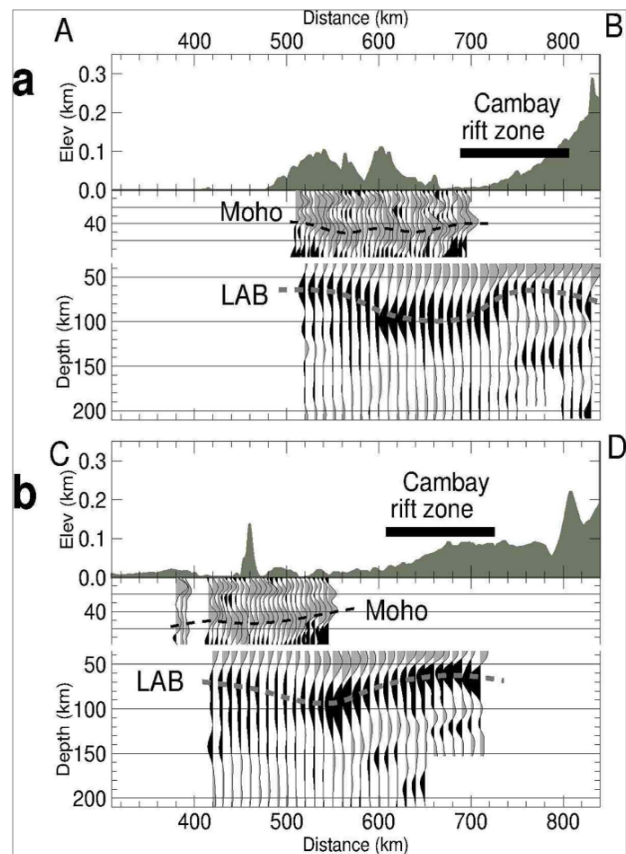 Distance (km)
A
B
400
500
600
700
800
a
0.3
0.2
0.1
0.0
Elev (km)
Cambay
rift zone
Moho
40
LAB
50
100
150
200
Depth (km)
b
C
D
0.3
0.2
0.1
0.0
Elev (km)
Cambay
rift zone
Moho
40
LAB
50
100
150
200
Depth (km)
400
500
600
700
800
Distance (km)